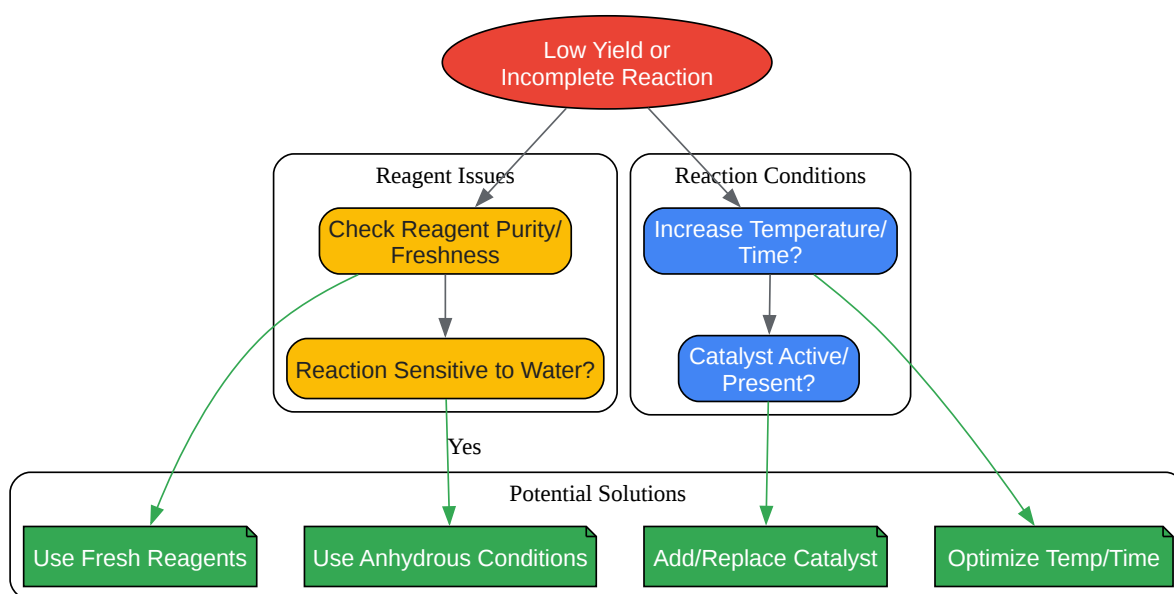 Low Yield or
Incomplete Reaction
Reagent Issues
Reaction Conditions
Check Reagent Purity/
Freshness
Increase Temperature/
Time?
Reaction Sensitive to Water?
Catalyst Active/
Present?
Yes
Potential Solutions
Use Fresh Reagents
Use Anhydrous Conditions
Add/Replace Catalyst
Optimize Temp/Time